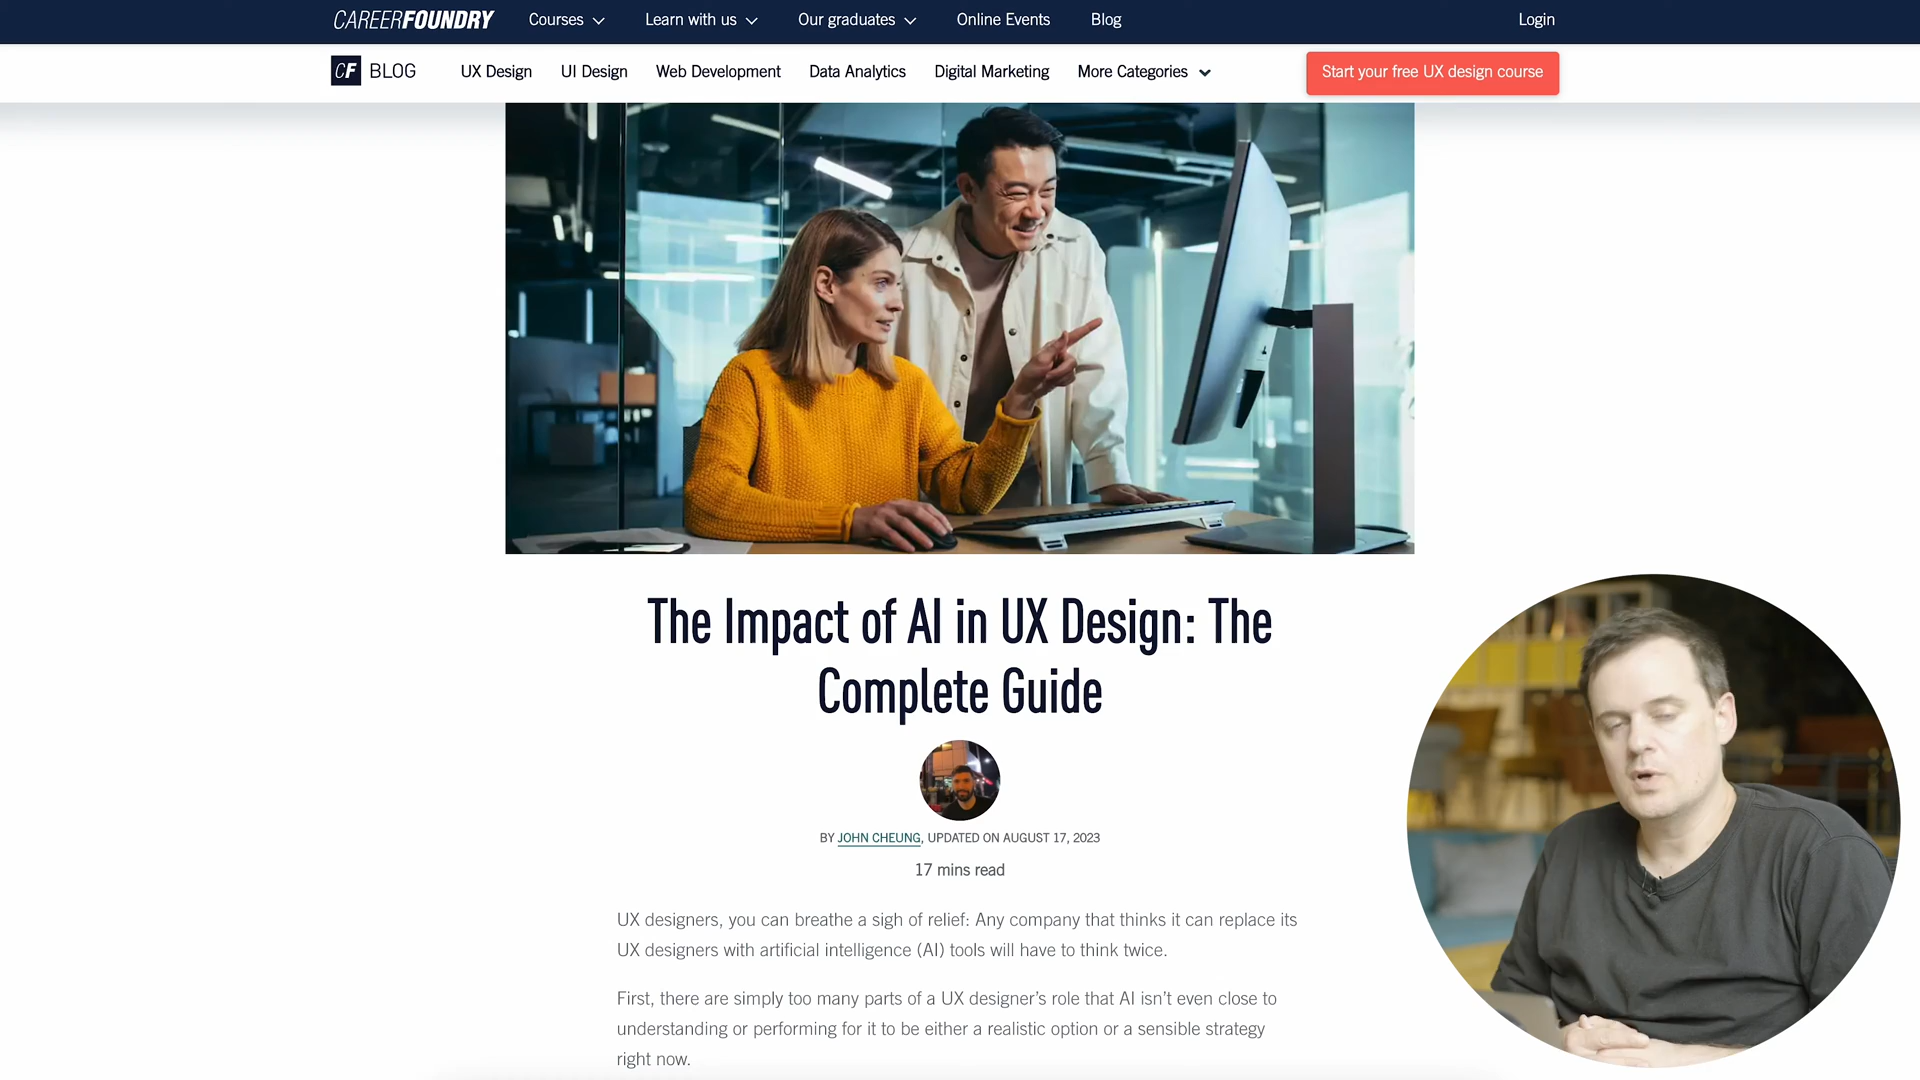 CAREERFOUNDRY Courses Learn with us Our graduates Online Events Blog Login
CF BLOG UX Design UI Design Web Development Data Analytics Digital Marketing More Categories Start your free UX design course
The Impact of AI in UX Design: The
Complete Guide
BY JOHN CHEUNG, UPDATED ON AUGUST 17, 2023
17 mins read
UX designers, you can breathe a sigh of relief: Any company that thinks it can replace its
UX designers with artificial intelligence (AI) tools will have to think twice.
First, there are simply too many parts of a UX designer’s role that AI isn’t even close to
understanding or performing for it to be either a realistic option or a sensible strategy
right now.